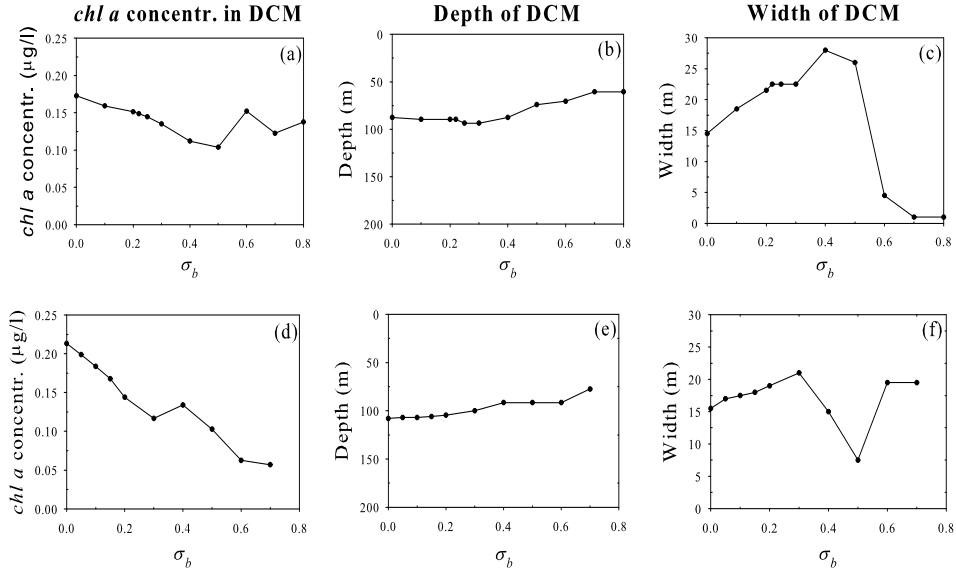 chl a concentr. in DCM
Depth of DCM
Width of DCM
(a)
chl a concentr. (μg/l)
0.25
0.20
0.15
0.10
0.05
0.00
0.0 0.2 0.4 0.6 0.8
σb
(b)
Depth (m)
0
50
100
150
200
0.0 0.2 0.4 0.6 0.8
σb
(c)
Width (m)
30
25
20
15
10
5
0
0.0 0.2 0.4 0.6 0.8
σb
(d)
chl a concentr. (μg/l)
0.25
0.20
0.15
0.10
0.05
0.00
0.0 0.2 0.4 0.6 0.8
σb
(e)
Depth (m)
0
50
100
150
200
0.0 0.2 0.4 0.6 0.8
σb
(f)
Width (m)
30
25
20
15
10
5
0
0.0 0.2 0.4 0.6 0.8
σb